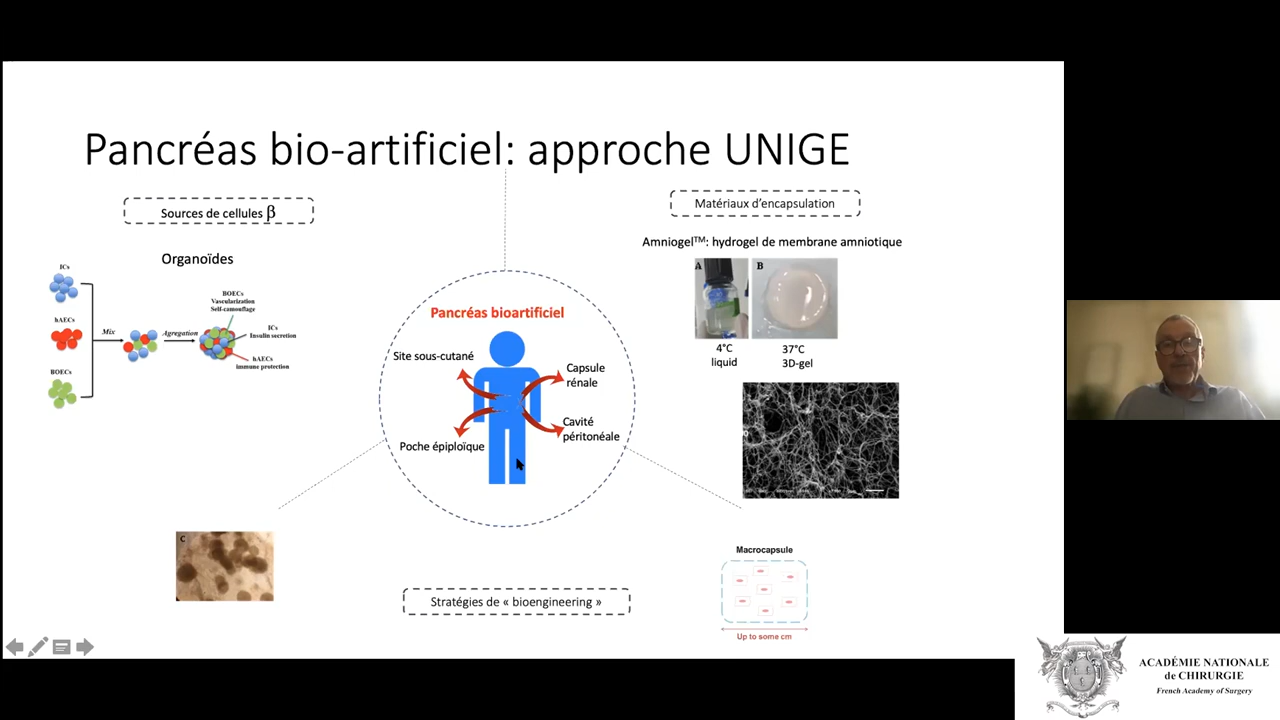 Pancréas bio-artificiel: approche UNIGE
Sources de cellules β
Organoïdes
ICs
hAECs
BOECs
Mix
Agregation
BOECs
Vascularization
Self-camouflage
ICs
Insulin secretion
hAECs
immune protection
Pancréas bioartificiel
Site sous-cutané
Capsule
rénale
Poche épiploïque
Cavité
péritonéale
Matériaux d'encapsulation
Amniogel™: hydrogel de membrane amniotique
A
B
4°C
liquid
37°C
3D-gel
C
Stratégies de « bioengineering »
Macrocapsule
Up to some cm
ACADÉMIE NATIONALE
de CHIRURGIE
French Academy of Surgery